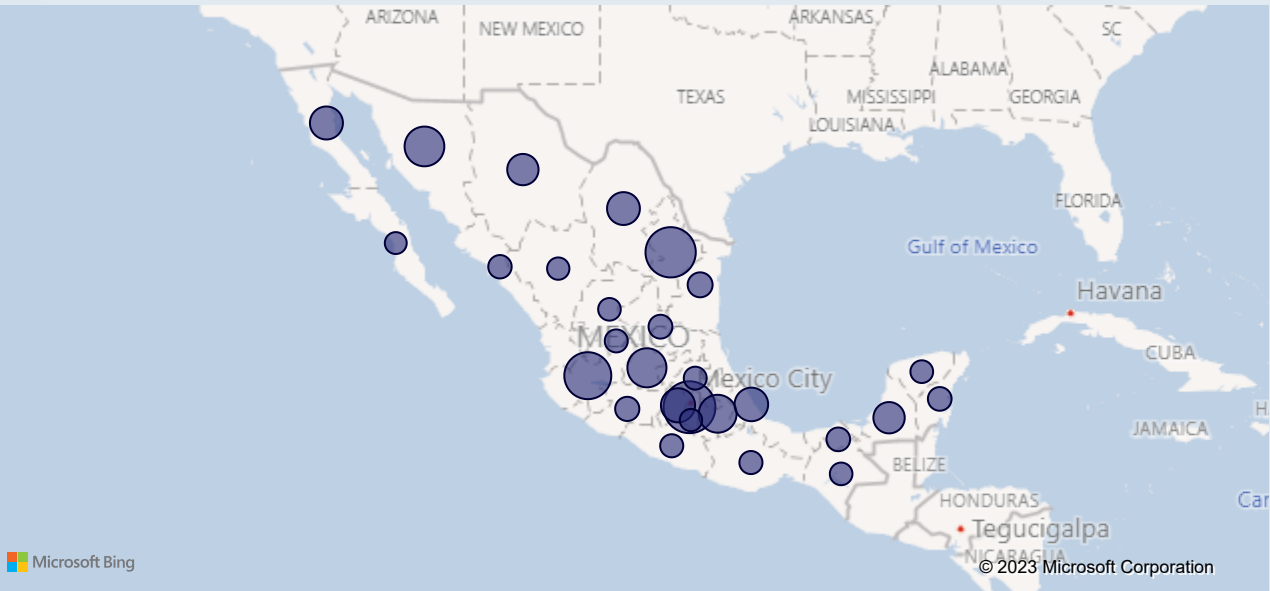 ARIZONA
NEW MEXICO
ARKANSAS
SC
ALABAMA
TEXAS
MISSISSIPPI
GEORGIA
LOUISIANA
FLORIDA
Gulf of Mexico
Havana
MEXICO
CUBA
Mexico City
H
JAMAICA
BELIZE
HONDURAS
Car
Tegucigalpa
NICARAGUA
Microsoft Bing
© 2023 Microsoft Corporation